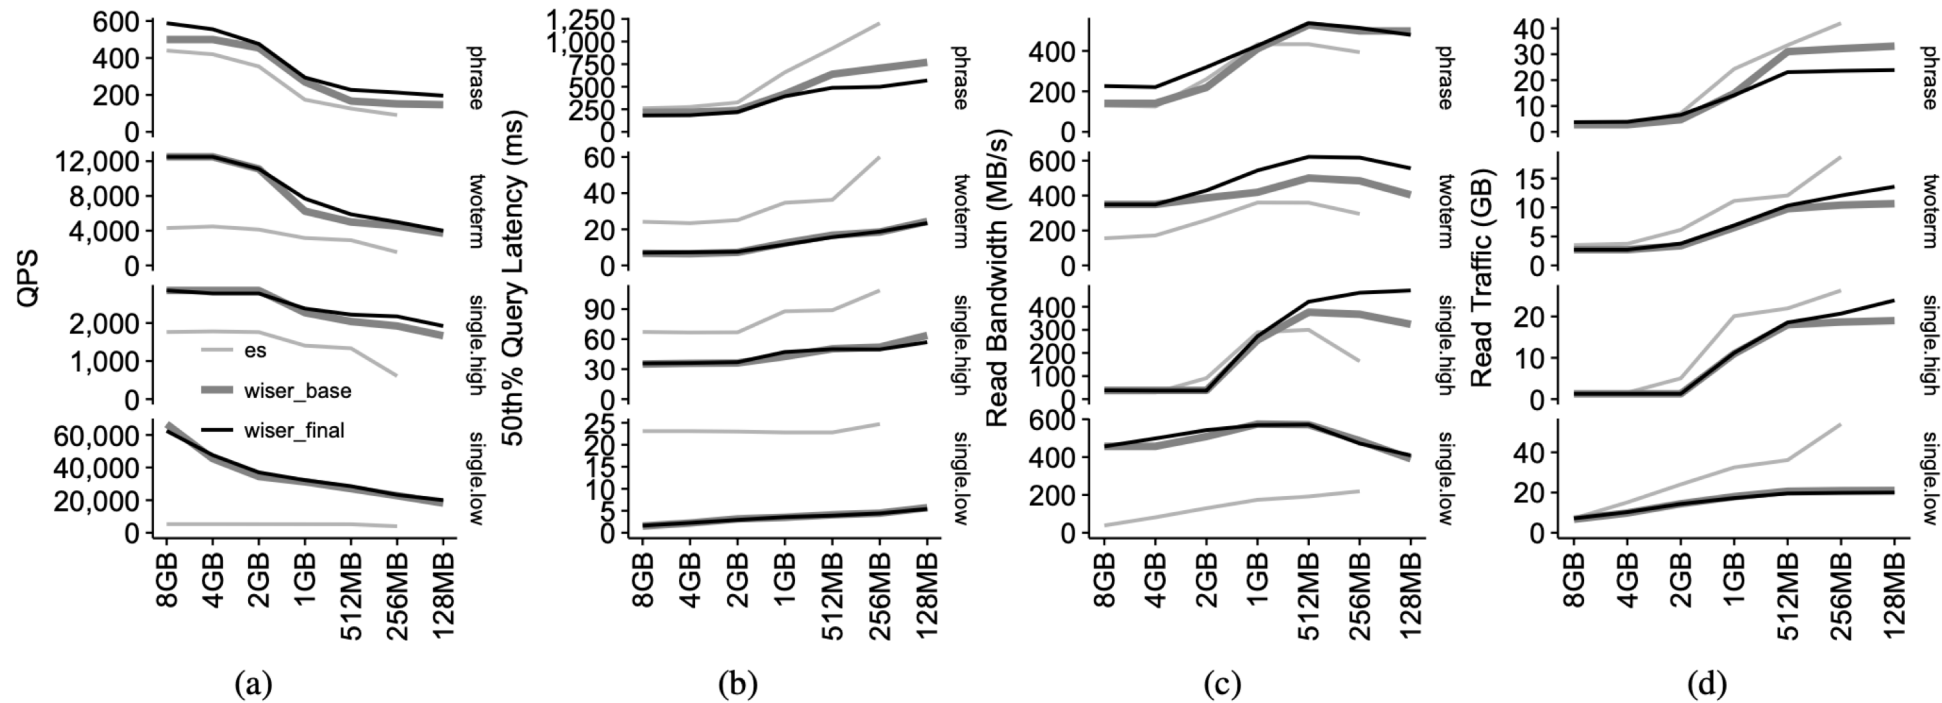 QPS
600
400
200
0
phrase
12,000
8,000
4,000
0
twoterm
2,000
1,000
0
single.high
es
wiser_base
wiser_final
60,000
40,000
20,000
0
single.low
8GB
4GB
2GB
1GB
512MB
256MB
128MB
(a)
50th% Query Latency (ms)
1,250
1,000
750
500
250
0
phrase
60
40
20
0
twoterm
90
60
30
0
single.high
25
20
15
10
5
0
single.low
8GB
4GB
2GB
1GB
512MB
256MB
128MB
(b)
Read Bandwidth (MB/s)
400
200
0
phrase
600
400
200
0
twoterm
400
300
200
100
0
single.high
600
400
200
0
single.low
8GB
4GB
2GB
1GB
512MB
256MB
128MB
(c)
Read Traffic (GB)
40
30
20
10
0
phrase
15
10
5
0
twoterm
20
10
0
single.high
40
20
0
single.low
8GB
4GB
2GB
1GB
512MB
256MB
128MB
(d)